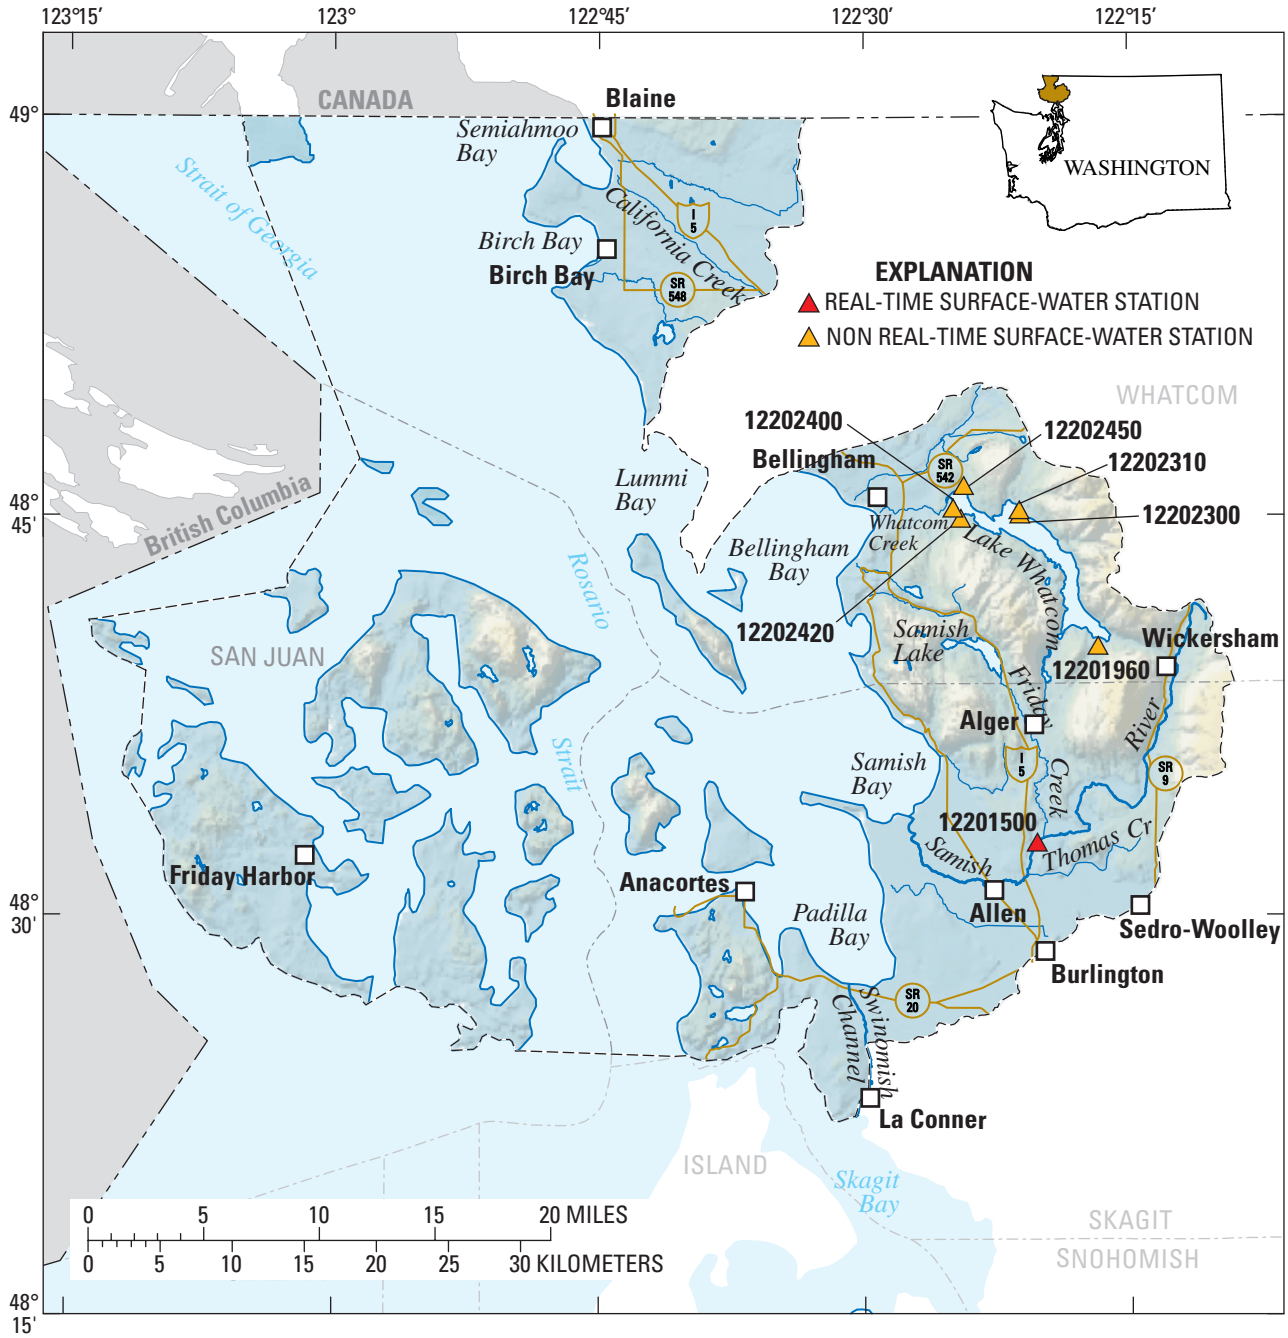 123°15′
123°
122°45′
122°30′
122°15′
49°
CANADA
Blaine
Semiahmoo
Bay
WASHINGTON
Strait of Georgia
I
5
California Creek
Birch Bay
Birch Bay
SR
548
EXPLANATION
REAL-TIME SURFACE-WATER STATION
NON REAL-TIME SURFACE-WATER STATION
WHATCOM
12202400
12202450
Bellingham
12202310
SR
542
Lummi
Bay
British Columbia
48°
45′
12202300
Whatcom
Creek
Lake Whatcom
Bellingham
Bay
Rosario
12202420
Samish
Lake
Wickersham
SAN JUAN
12201960
Friday
Alger
River
Strait
Samish
Bay
I
5
SR
9
Creek
12201500
Thomas Cr
Samish
Friday Harbor
Anacortes
Allen
48°
30′
Padilla
Bay
Sedro-Woolley
Burlington
SR
20
Swinomish
Channel
La Conner
ISLAND
Skagit
Bay
0 5 10 15 20 MILES
0 5 10 15 20 25 30 KILOMETERS
SKAGIT
SNOHOMISH
48°
15′